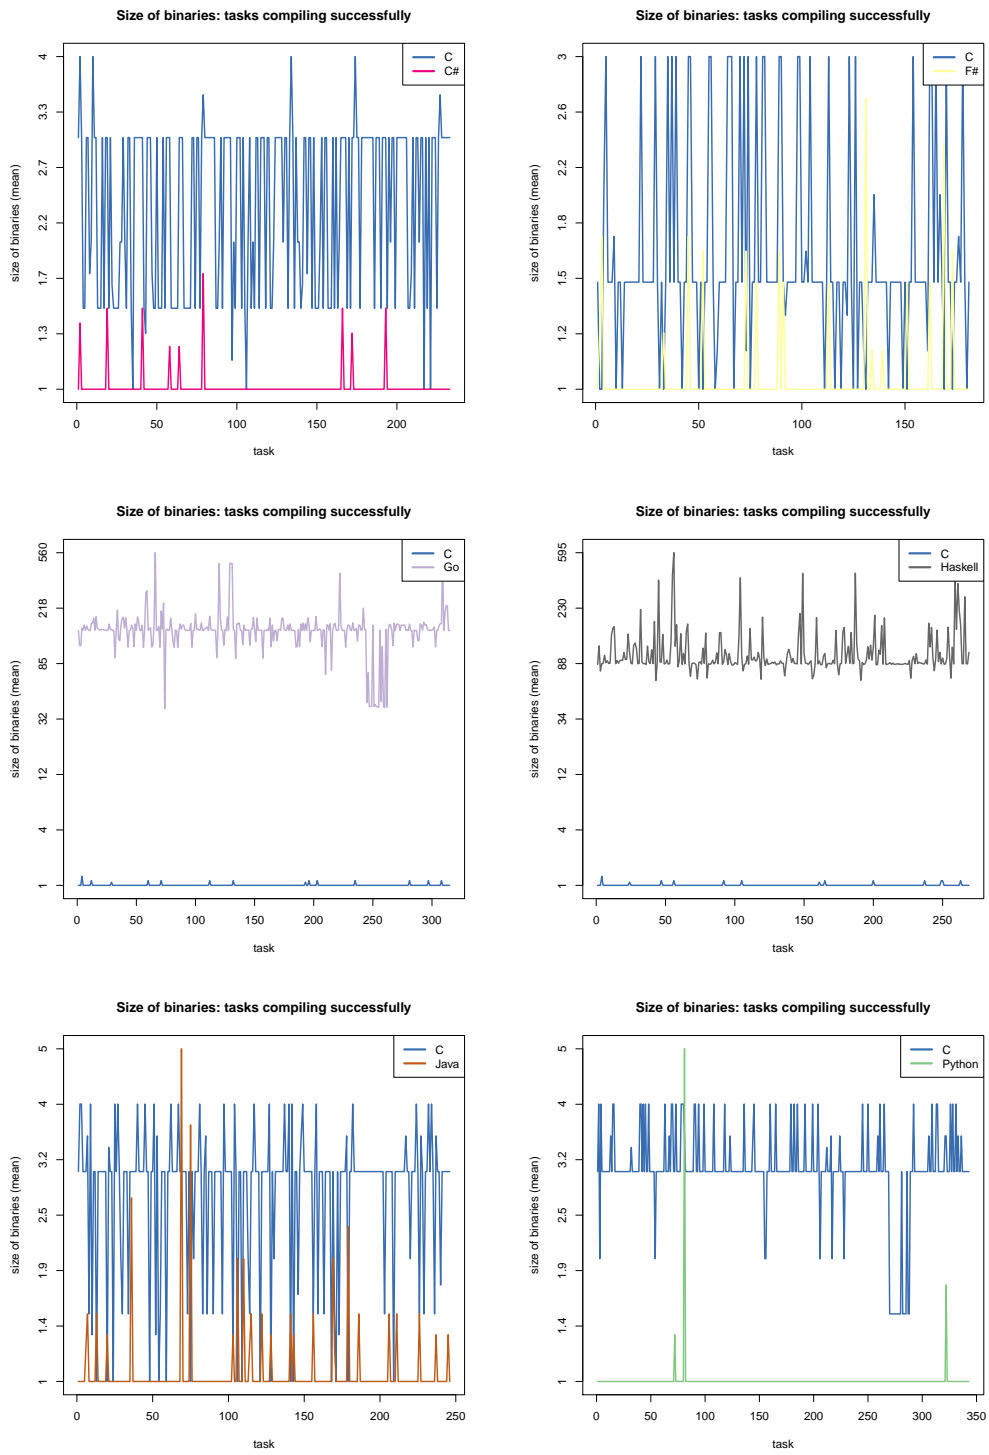 Size of binaries: tasks compiling successfully
C
C#
size of binaries (mean)
4
3.3
2.7
2.2
1.7
1.3
1
0 50 100 150 200
task
Size of binaries: tasks compiling successfully
C
F#
size of binaries (mean)
3
2.6
2.2
1.8
1.5
1.2
1
0 50 100 150
task
Size of binaries: tasks compiling successfully
C
Go
size of binaries (mean)
560
218
85
32
12
4
1
0 50 100 150 200 250 300
task
Size of binaries: tasks compiling successfully
C
Haskell
size of binaries (mean)
595
230
88
34
12
4
1
0 50 100 150 200 250
task
Size of binaries: tasks compiling successfully
C
Java
size of binaries (mean)
5
4
3.2
2.5
1.9
1.4
1
0 50 100 150 200 250
task
Size of binaries: tasks compiling successfully
C
Python
size of binaries (mean)
5
4
3.2
2.5
1.9
1.4
1
0 50 100 150 200 250 300 350
task